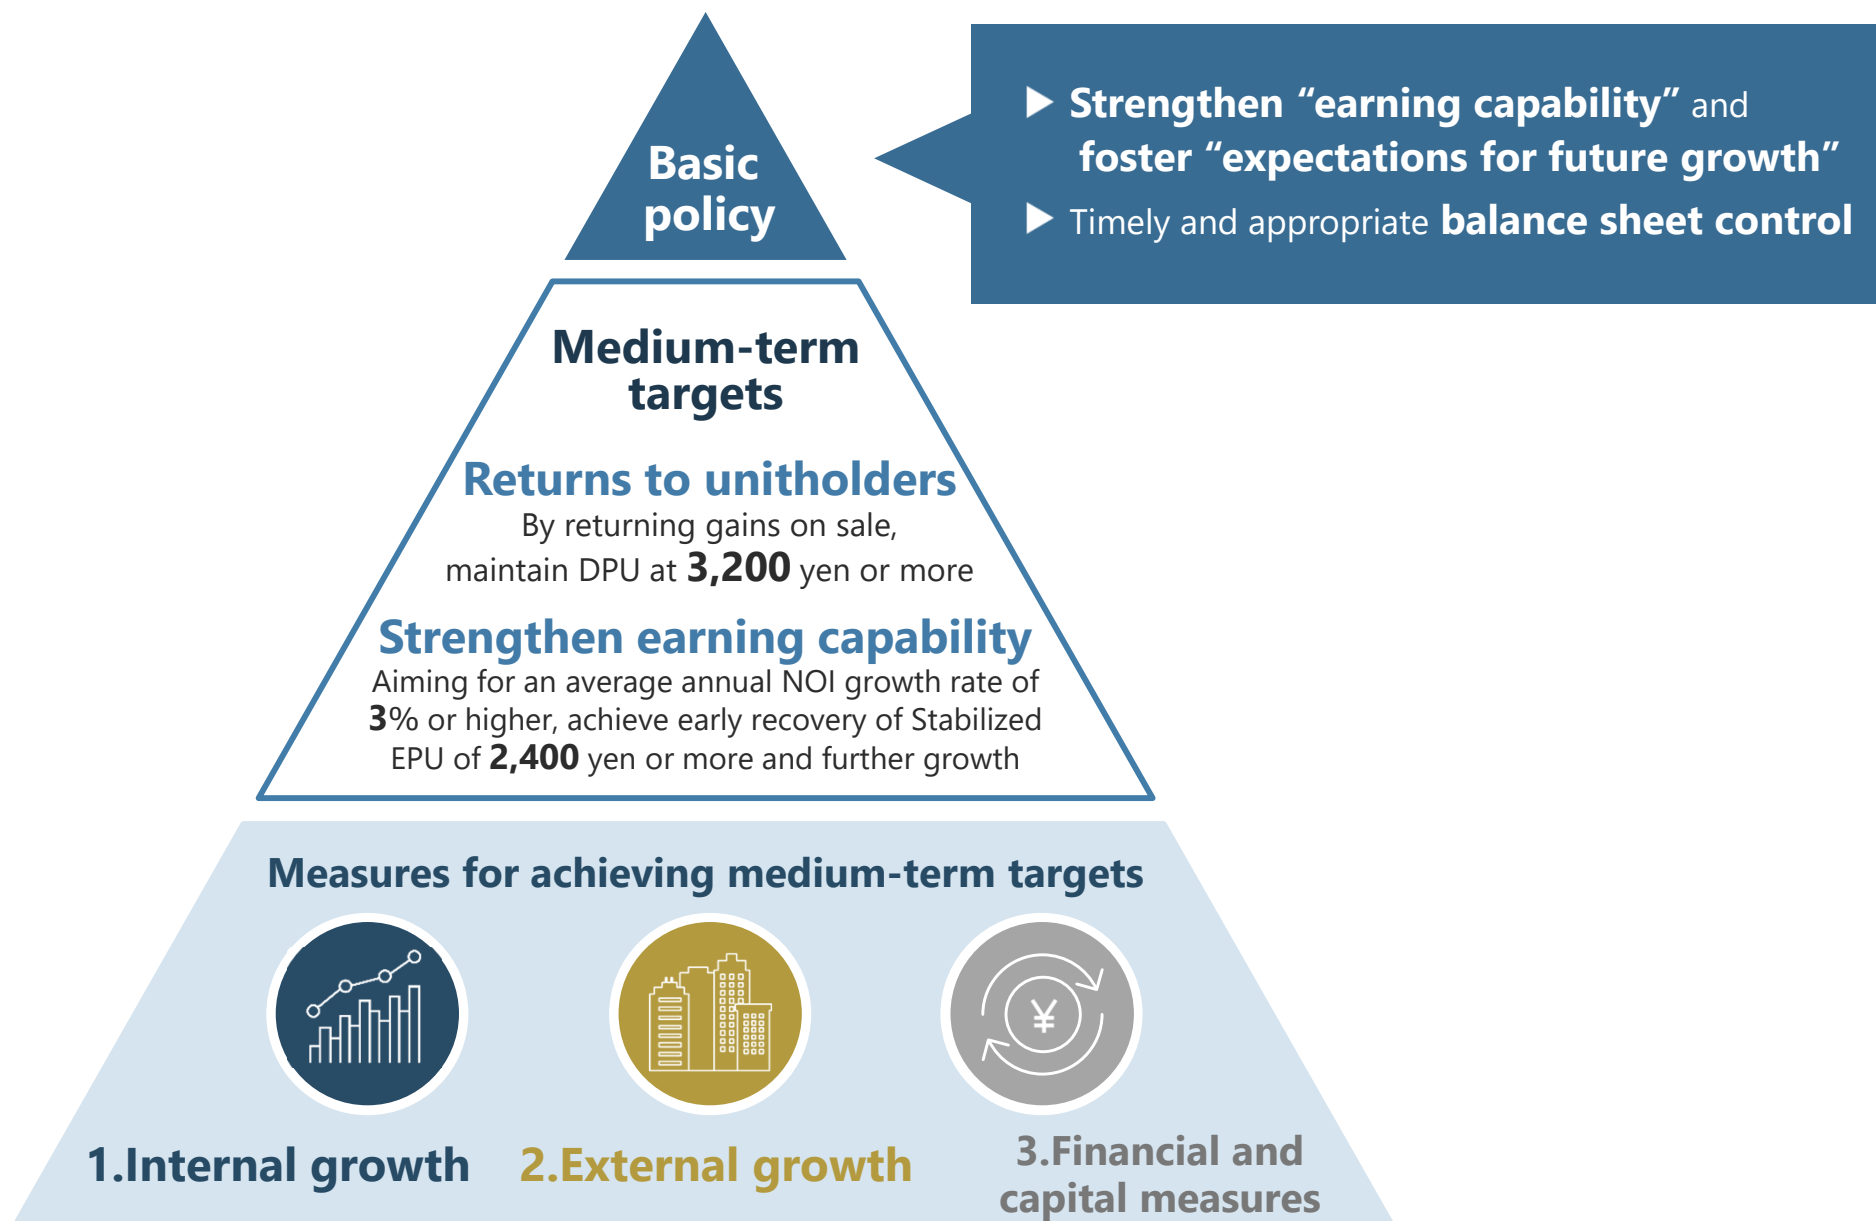 Basic
policy
▶ Strengthen “earning capability” and
foster “expectations for future growth”
▶ Timely and appropriate balance sheet control
Medium-term
targets
Returns to unitholders
By returning gains on sale,
maintain DPU at 3,200 yen or more
Strengthen earning capability
Aiming for an average annual NOI growth rate of
3% or higher, achieve early recovery of Stabilized
EPU of 2,400 yen or more and further growth
Measures for achieving medium-term targets
¥
1.Internal growth
2.External growth
3.Financial and
capital measures